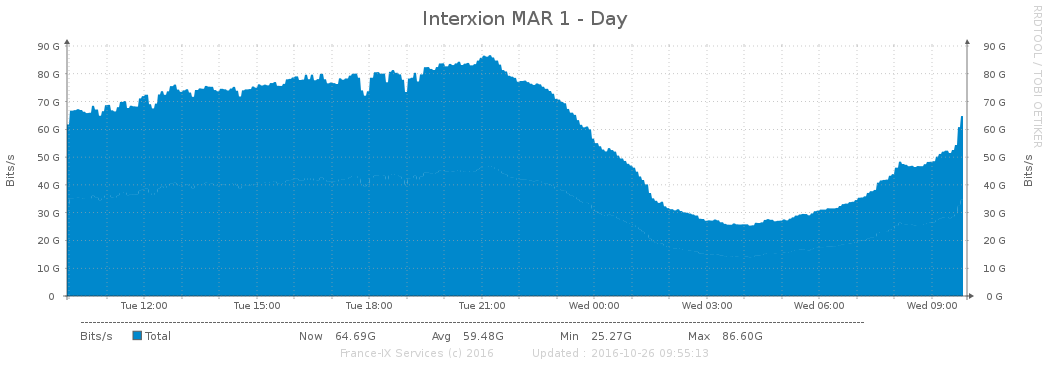 Interxion MAR 1 - Day
RRDTOOL / TOBI OETIKER
Bits/s
Bits/s
90 G 90 G
80 G 80 G
70 G 70 G
60 G 60 G
50 G 50 G
40 G 40 G
30 G 30 G
20 G 20 G
10 G 10 G
0 0 G
Tue 12:00 Tue 15:00 Tue 18:00 Tue 21:00 Wed 00:00 Wed 03:00 Wed 06:00 Wed 09:00
Bits/s Total Now 64.69G Avg 59.48G Min 25.27G Max 86.60G
France-IX Services (c) 2016 Updated : 2016-10-26 09:55:13